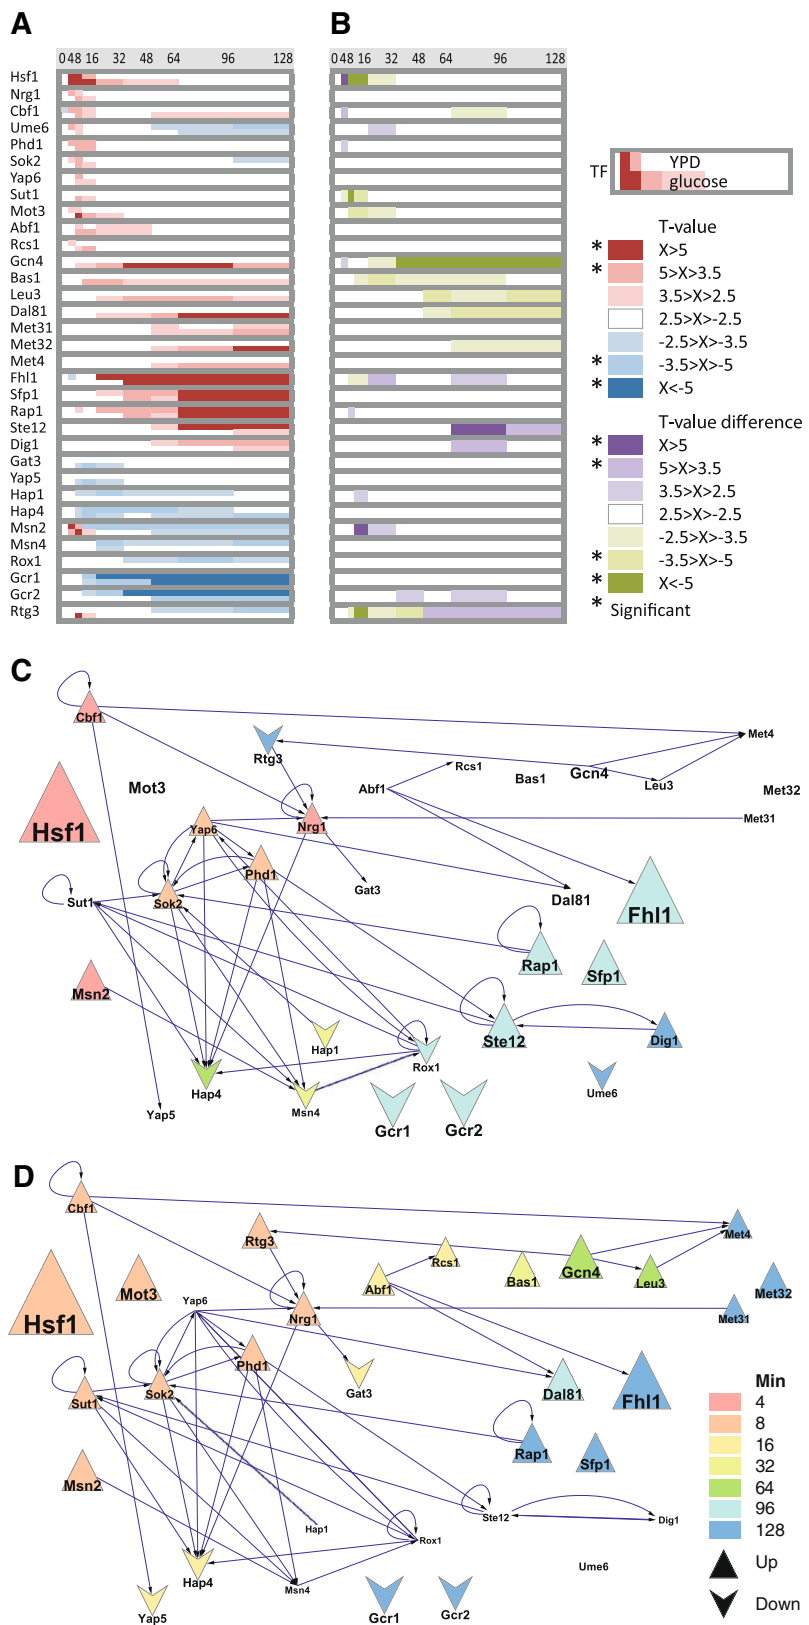 A
B
0 4 8 16 32 48 64 96 128
0 4 8 16 32 48 64 96 128
Hsf1
Nrg1
Cbf1
Ume6
Phd1
Sok2
Yap6
Sut1
Mot3
Abf1
Rcs1
Gcn4
Bas1
Leu3
Dal81
Met31
Met32
Met4
Fhl1
Sfp1
Rap1
Ste12
Dig1
Gat3
Yap5
Hap1
Hap4
Msn2
Msn4
Rox1
Gcr1
Gcr2
Rtg3
TF
YPD
glucose
T-value
* X>5
* 5>X>3.5
3.5>X>2.5
2.5>X>-2.5
-2.5>X>-3.5
* -3.5>X>-5
* X<-5
T-value difference
* X>5
* 5>X>3.5
3.5>X>2.5
2.5>X>-2.5
-2.5>X>-3.5
* -3.5>X>-5
* X<-5
* Significant
C
Cbf1
Rtg3
Met4
Rcs1
Gcn4
Bas1
Leu3
Met32
Mot3
Abf1
Hsf1
Yap6
Nrg1
Met31
Phd1
Gat3
Sut1
Sok2
Dal81
Fhl1
Rap1
Sfp1
Msn2
Hap1
Ste12
Dig1
Rox1
Hap4
Ume6
Yap5
Msn4
Gcr1
Gcr2
D
Cbf1
Rtg3
Met4
Rcs1
Gcn4
Bas1
Leu3
Met32
Mot3
Abf1
Yap6
Hsf1
Nrg1
Met31
Phd1
Gat3
Sut1
Sok2
Dal81
Fhl1
Rap1
Sfp1
Msn2
Hap1
Ste12
Dig1
Rox1
Hap4
Ume6
Yap5
Msn4
Gcr1
Gcr2
Min
4
8
16
32
64
96
128
Up
Down